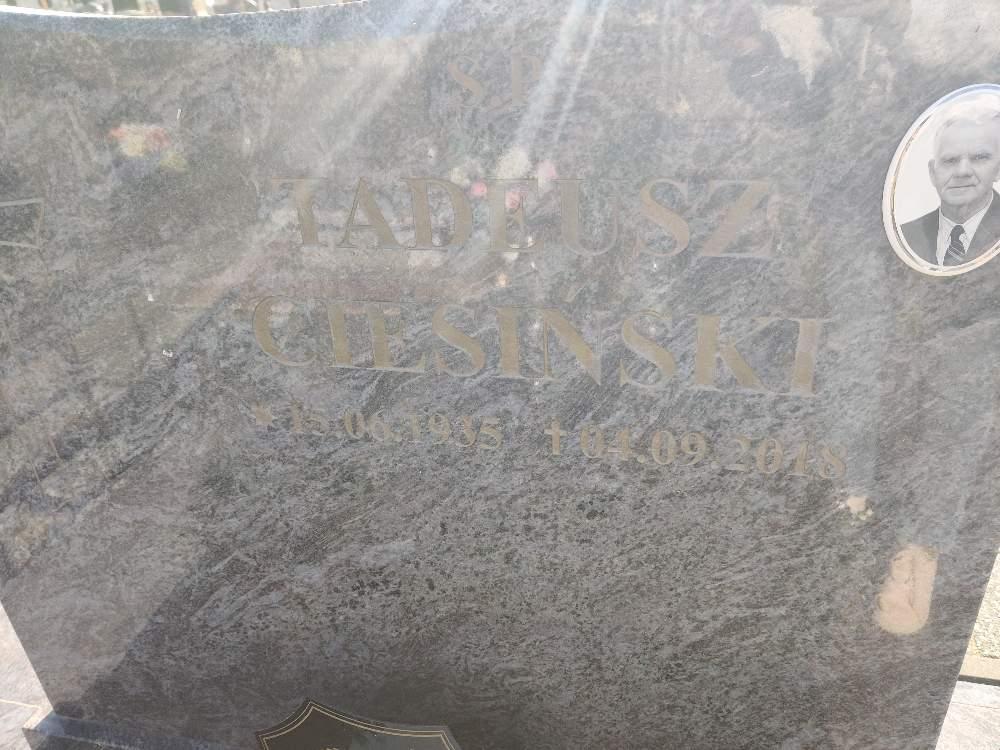 S.P.
TADEUSZ
CIESIŃSKI
* 15.06.1935 † 04.09.2018